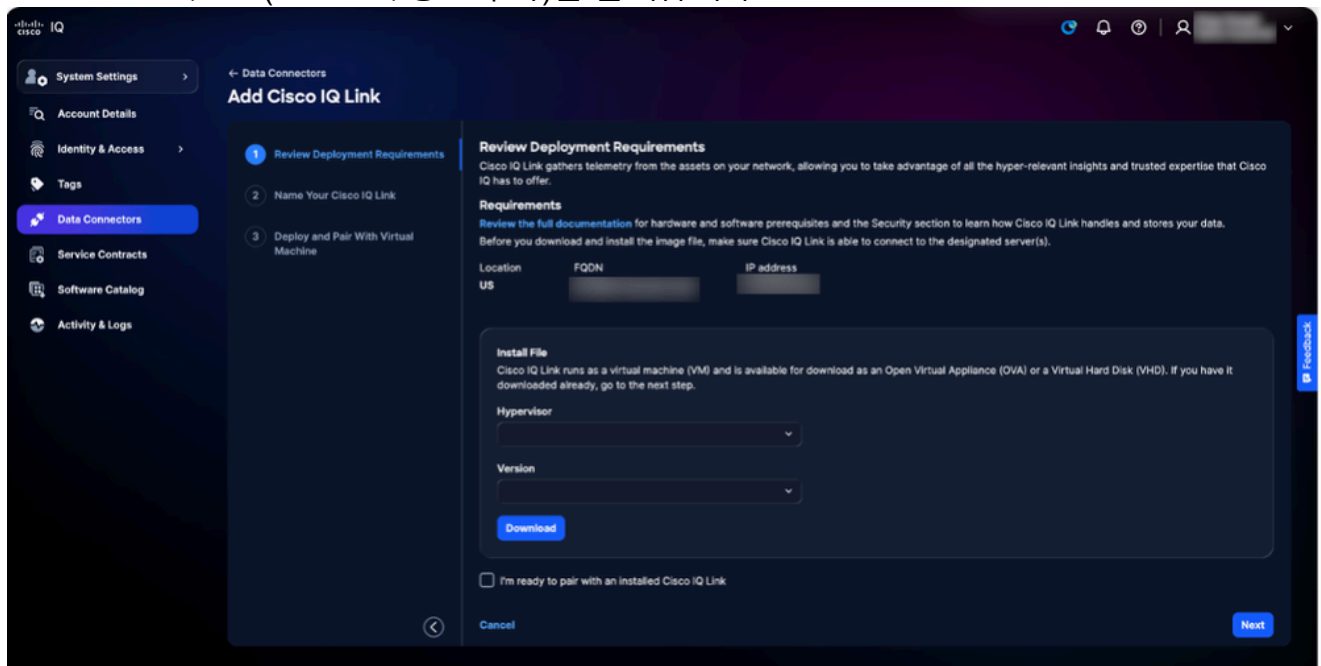 cisco IQ
System Settings
Account Details
Identity & Access
Tags
Data Connectors
Service Contracts
Software Catalog
Activity & Logs
← Data Connectors
Add Cisco IQ Link
1 Review Deployment Requirements
2 Name Your Cisco IQ Link
3 Deploy and Pair With Virtual
Machine
Review Deployment Requirements
Cisco IQ Link gathers telemetry from the assets on your network, allowing you to take advantage of all the hyper-relevant insights and trusted expertise that Cisco
IQ has to offer.
Requirements
Review the full documentation for hardware and software prerequisites and the Security section to learn how Cisco IQ Link handles and stores your data.
Before you download and install the image file, make sure Cisco IQ Link is able to connect to the designated server(s).
Location FQDN IP address
US
Install File
Cisco IQ Link runs as a virtual machine (VM) and is available for download as an Open Virtual Appliance (OVA) or a Virtual Hard Disk (VHD). If you have it
downloaded already, go to the next step.
Hypervisor
Version
Download
I'm ready to pair with an installed Cisco IQ Link
Cancel Next
Feedback